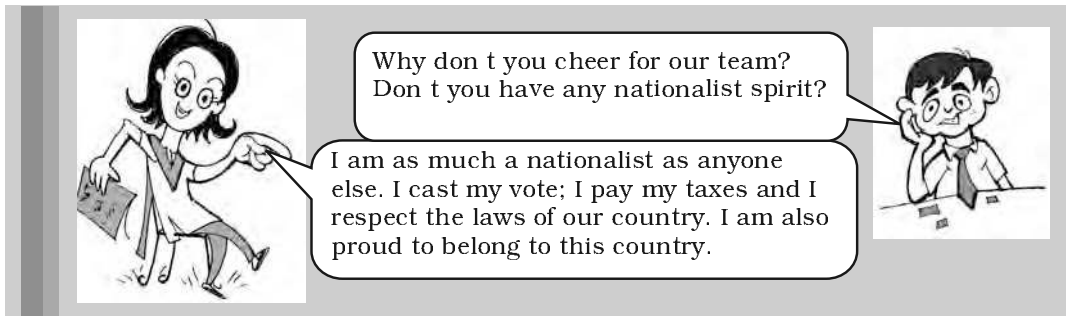 Why don t you cheer for our team?
Don t you have any nationalist spirit?
I am as much a nationalist as anyone
else. I cast my vote; I pay my taxes and I
respect the laws of our country. I am also
proud to belong to this country.